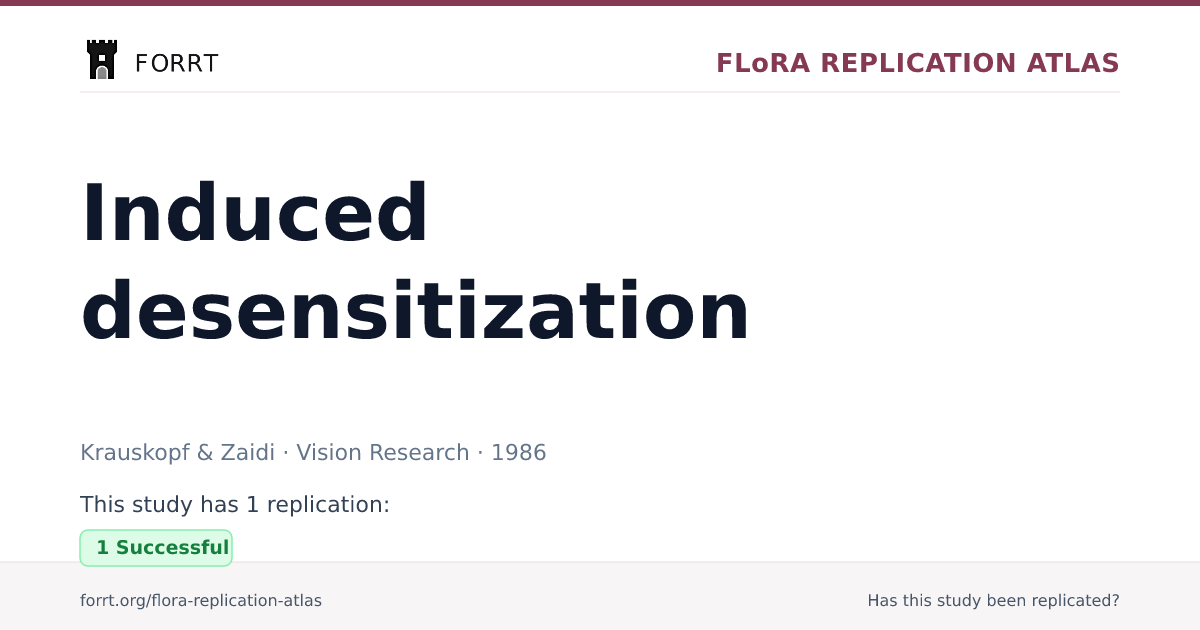 FORRT
FLoRA REPLICATION ATLAS
Induced
desensitization
Krauskopf & Zaidi · Vision Research · 1986
This study has 1 replication:
1 Successful
forrt.org/flora-replication-atlas
Has this study been replicated?